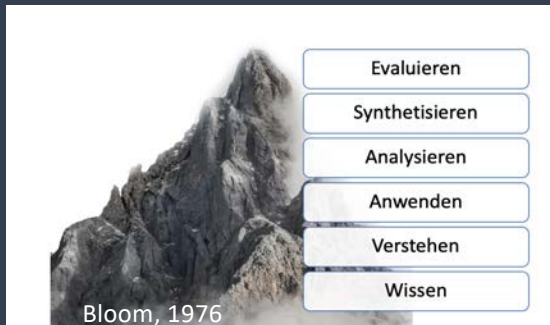 Evaluieren
Synthetisieren
Analysieren
Anwenden
Verstehen
Wissen
Bloom, 1976